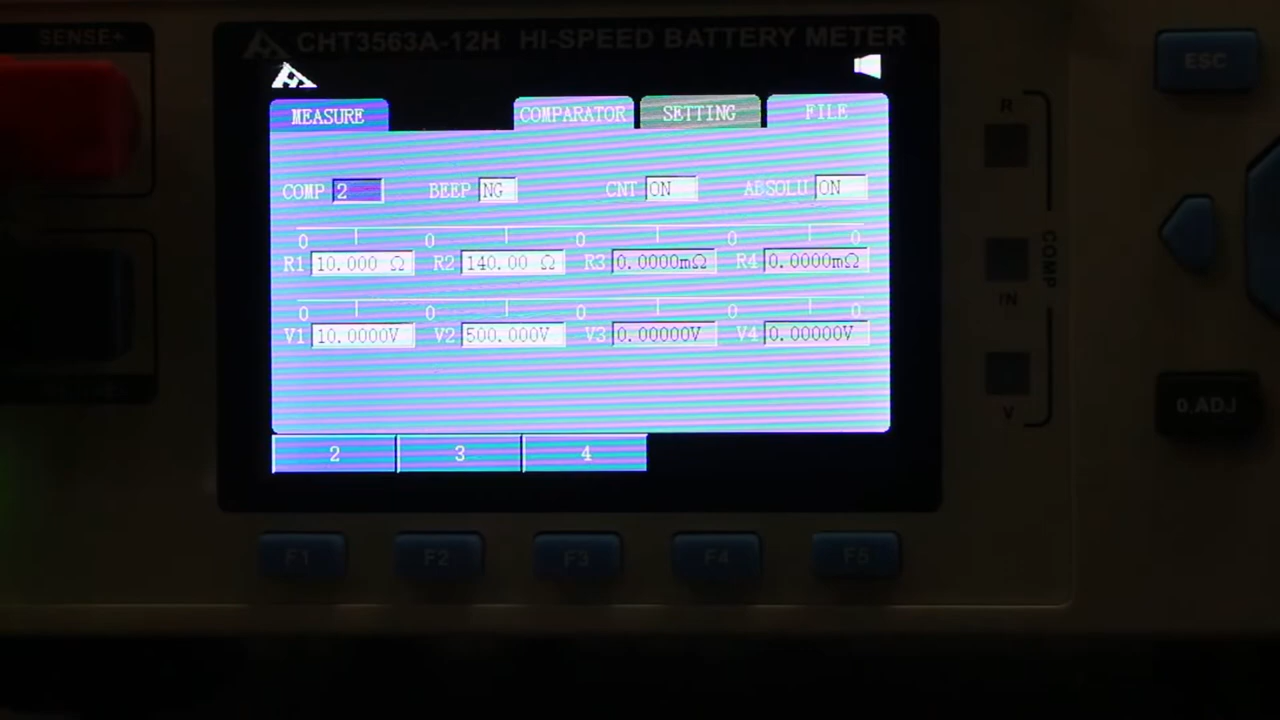 SENSE+
CHT3563A-12H HI-SPEED BATTERY METER
ESC
MEASURE COMPARATOR SETTING FILE
R
COMP 2 BEEP NG CNT ON ABSOLU ON
0 0 0 0 0
R1 10.000 Ω R2 140.00 Ω R3 0.0000mΩ R4 0.0000mΩ
COMP
IN
0 0 0 0 0
V1 10.0000V V2 500.000V V3 0.00000V V4 0.00000V
V
0.ADJ
2 3 4
F1 F2 F3 F4 F5